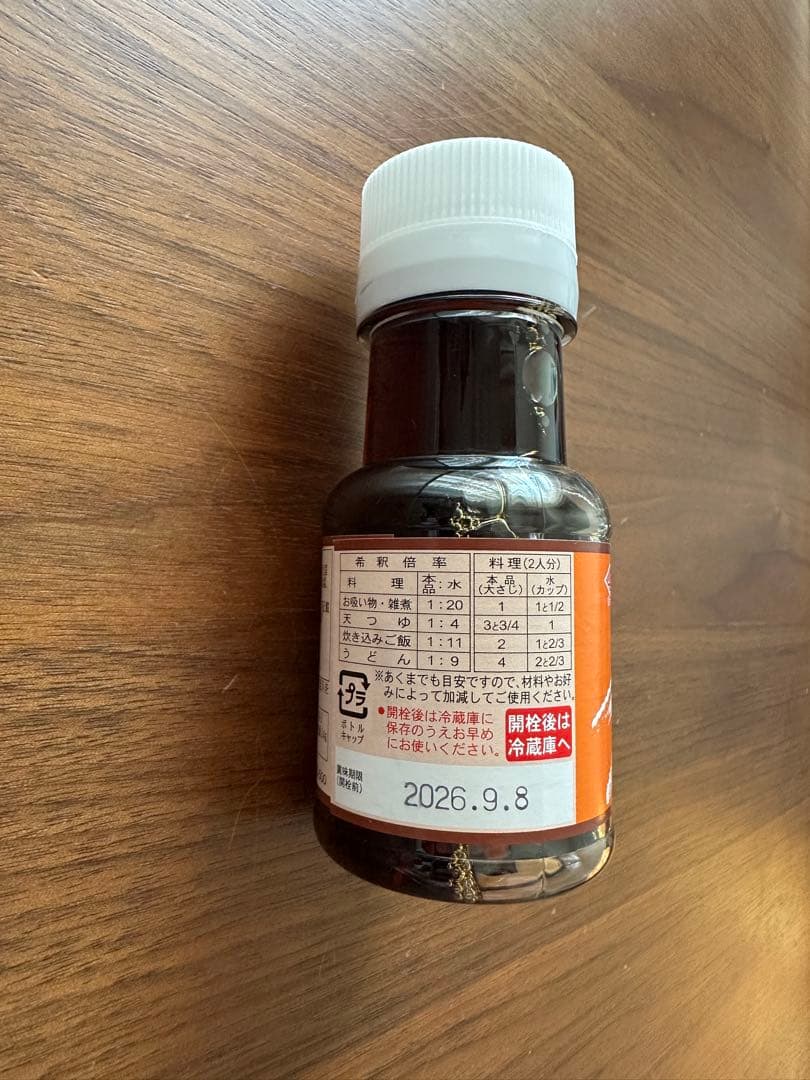 希釈倍率 料理(2人分)
料理 本品:水 本品(大さじ) 水(カップ)
お吸い物・雑煮 1:20 1 1と1/2
天つゆ 1:4 3と3/4 1
炊き込みご飯 1:11 2 1と2/3
うどん 1:9 4 2と2/3
※あくまでも目安ですので、材料やお好
みによって加減してご使用ください。
プラ
ボトル
キャップ
●開栓後は冷蔵庫に
保存のうえお早め
にお使いください。
開栓後は
冷蔵庫へ
賞味期限
(開栓前)
2026.9.8